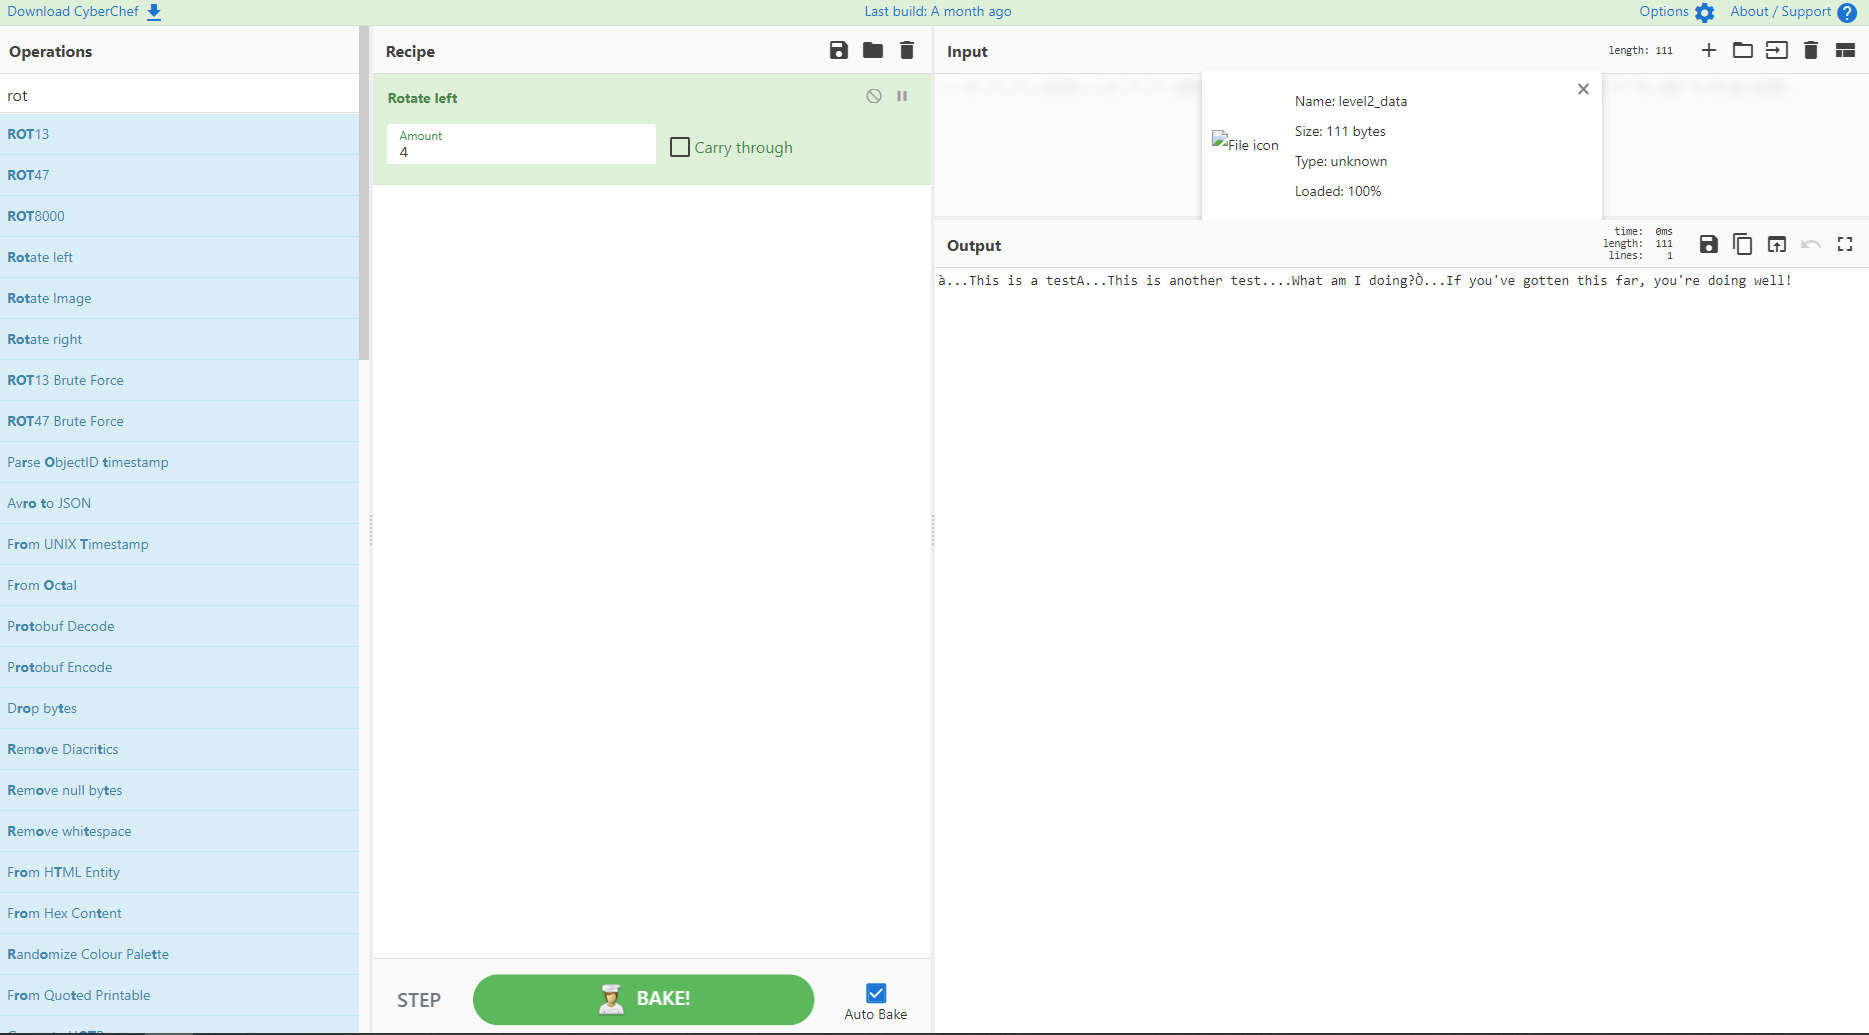 Download CyberChef
Last build: A month ago
Options
About / Support
Operations
rot
ROT13
ROT47
ROT8000
Rotate left
Rotate Image
Rotate right
ROT13 Brute Force
ROT47 Brute Force
Parse ObjectID timestamp
Avro to JSON
From UNIX Timestamp
From Octal
Protobuf Decode
Protobuf Encode
Drop bytes
Remove Diacritics
Remove null bytes
Remove whitespace
From HTML Entity
From Hex Content
Randomize Colour Palette
From Quoted Printable
Recipe
Rotate left
Amount
4
Carry through
STEP
BAKE!
Auto Bake
Input
length: 111
File icon
Name: level2_data
Size: 111 bytes
Type: unknown
Loaded: 100%
Output
time: 0ms
length: 111
lines: 1
à...This is a testA...This is another test....What am I doing?Ò...If you've gotten this far, you're doing well!